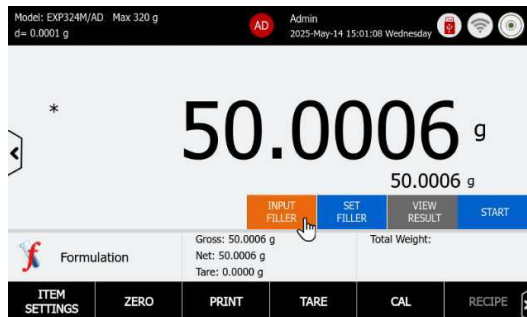 Model: EXP324M/AD Max 320 g
d= 0.0001 g
AD
Admin
2025-May-14 15:01:08 Wednesday
*
50.0006 g
50.0006 g
INPUT FILLER
SET FILLER
VIEW RESULT
START
f
Formulation
Gross: 50.0006 g
Net: 50.0006 g
Tare: 0.0000 g
Total Weight:
ITEM SETTINGS
ZERO
PRINT
TARE
CAL
RECIPE